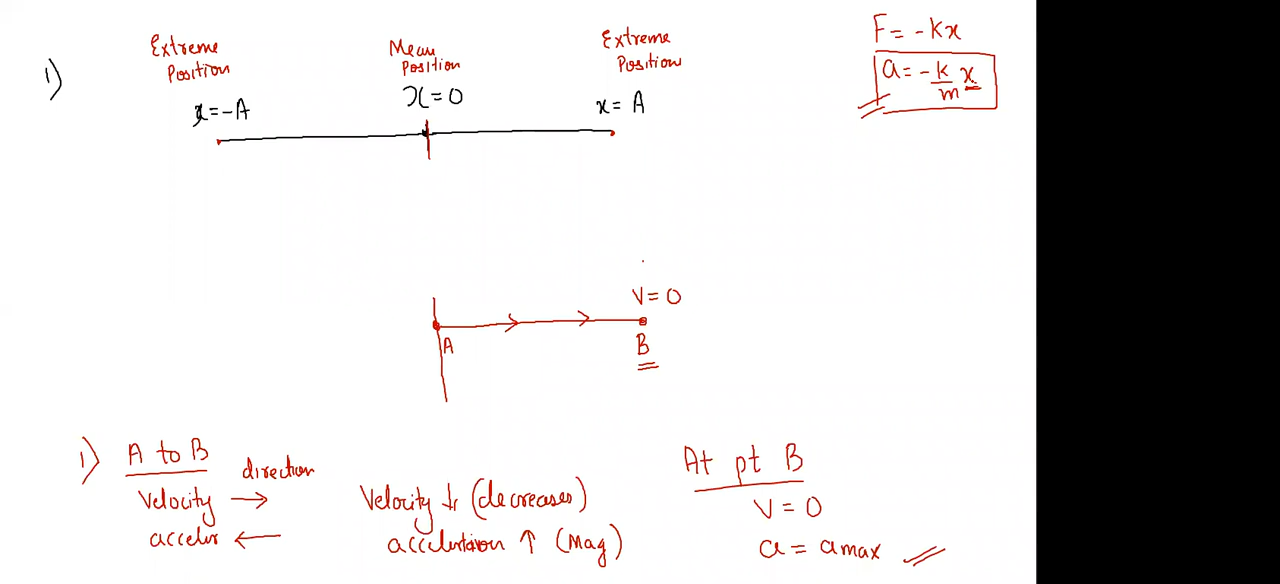 1)
Extreme Position
Mean Position
Extreme Position
x=-A
x=0
x= A
F= -kx
a= -k/m x
V=0
A
B
1) A to B
direction
Velocity →
acceler ←
Velocity ↓ (decreases)
acceleration ↑ (Mag)
At pt B
V=0
a= amax